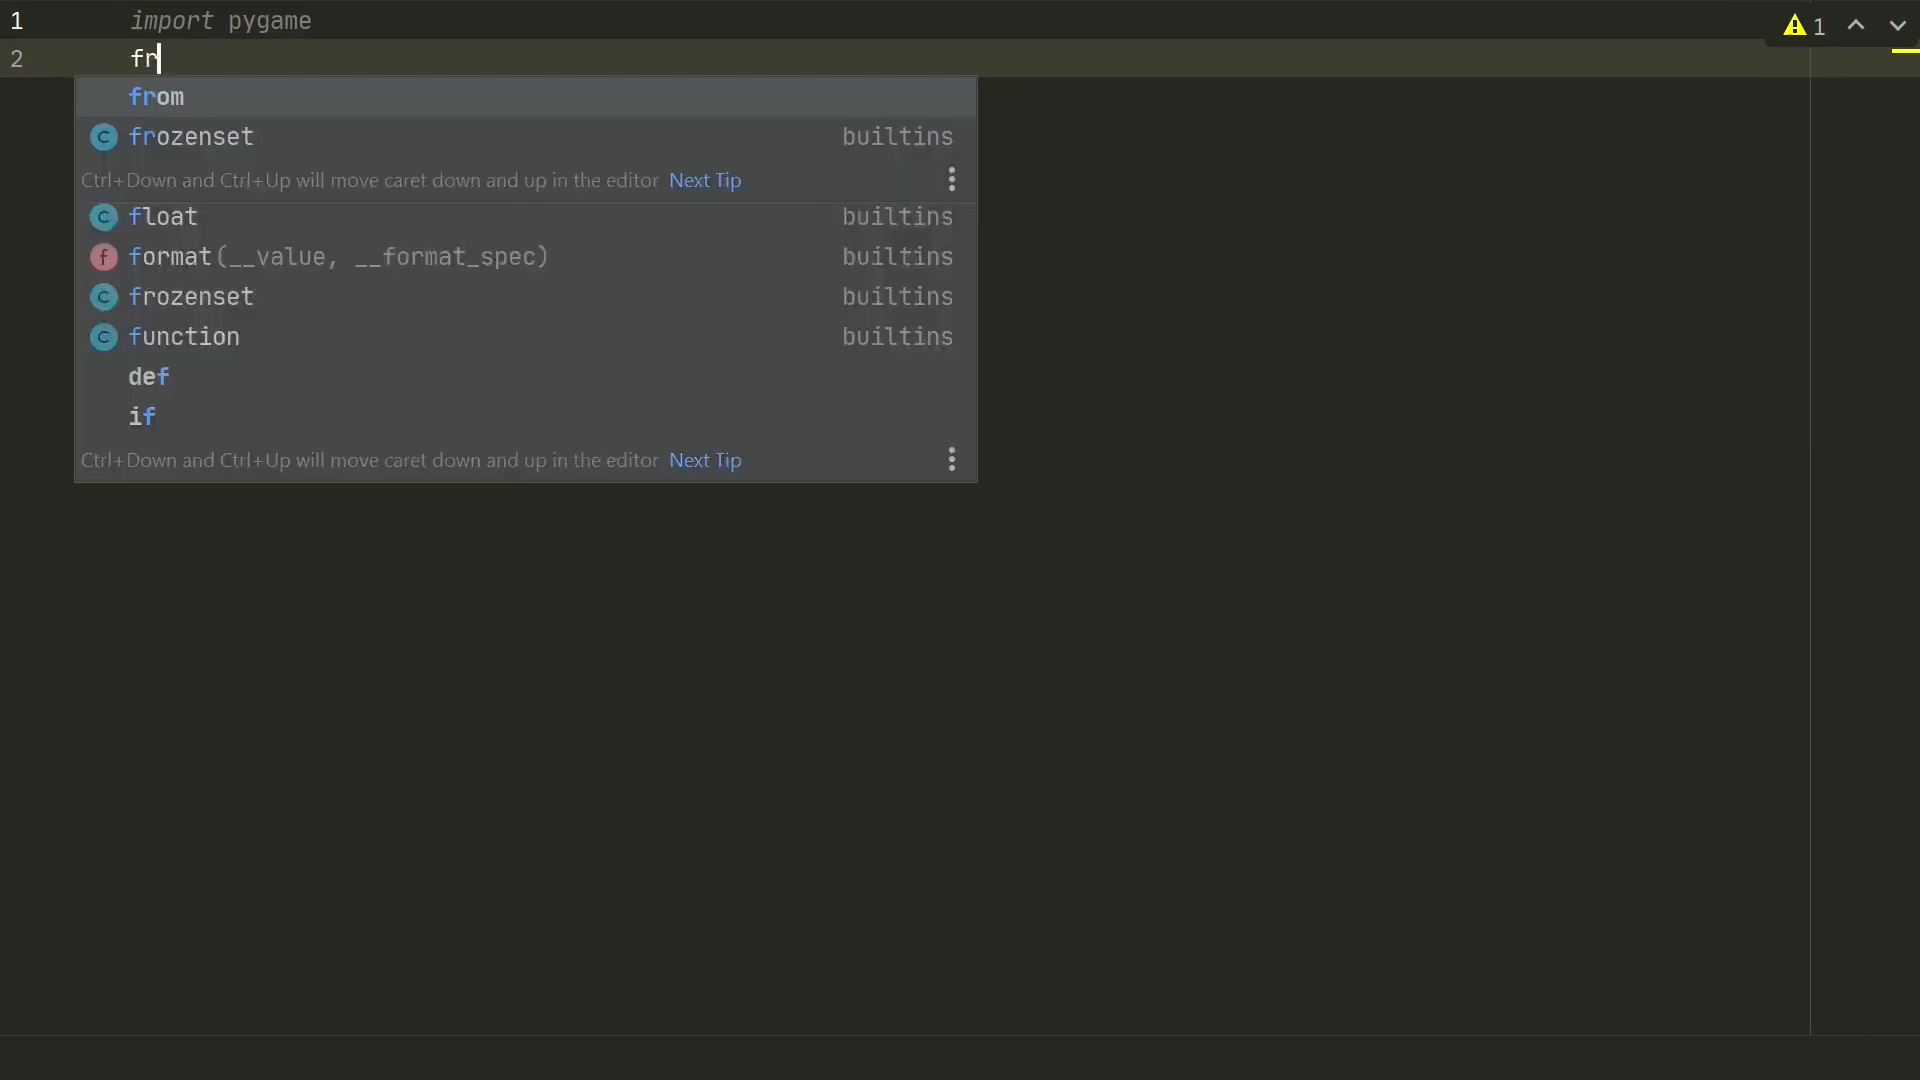 1 import pygame
⚠ 1
2 fr
from
C frozenset builtins
Ctrl+Down and Ctrl+Up will move caret down and up in the editor Next Tip
C float builtins
f format(__value, __format_spec) builtins
C frozenset builtins
C function builtins
def
if
Ctrl+Down and Ctrl+Up will move caret down and up in the editor Next Tip